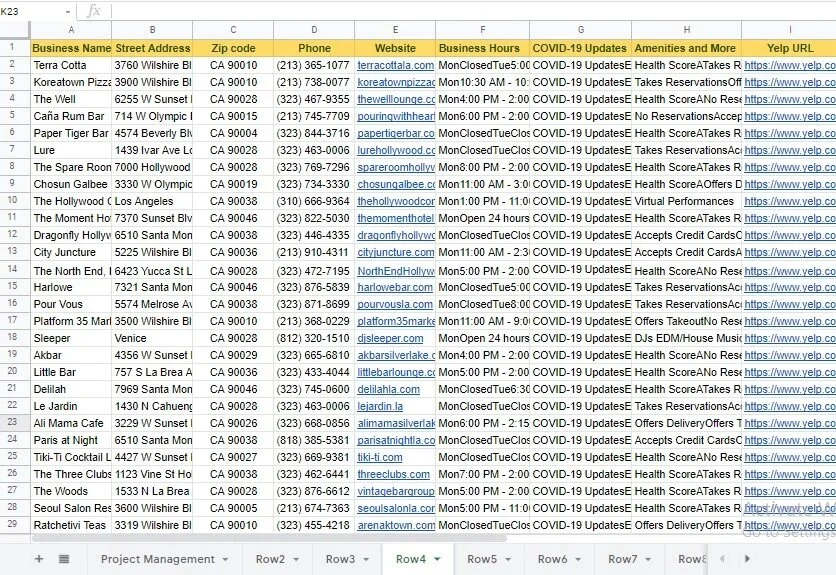 K23 fx
A B C D E F G H I
1 Business Name Street Address Zip code Phone Website Business Hours COVID-19 Updates Amenities and More Yelp URL
2 Terra Cotta 3760 Wilshire Bl CA 90010 (213) 365-1077 terracottala.com MonClosedTue5:00 COVID-19 UpdatesE Health ScoreATakes R https://www.yelp.co
3 Koreatown Pizza 3900 Wilshire Bl CA 90010 (213) 738-0077 koreatownpizzac Mon10:30 AM - 10: COVID-19 UpdatesE Takes ReservationsOff https://www.yelp.co
4 The Well 6255 W Sunset CA 90028 (323) 467-9355 thewelllounge.c Mon4:00 PM - 2:00 COVID-19 UpdatesE Health ScoreANo Rese https://www.yelp.co
5 Caña Rum Bar 714 W Olympic CA 90015 (213) 745-7709 pouringwithheart Mon6:00 PM - 2:00 COVID-19 UpdatesE No ReservationsAccep https://www.yelp.co
6 Paper Tiger Bar 4574 Beverly Blv CA 90004 (323) 844-3716 papertigerbar.co MonClosedTueClos COVID-19 UpdatesE Health ScoreATakes R https://www.yelp.co
7 Lure 1439 Ivar Ave Lo CA 90028 (323) 463-0006 lurehollywood.c MonClosedTueClos COVID-19 UpdatesE Takes ReservationsAcc https://www.yelp.co
8 The Spare Room 7000 Hollywood CA 90028 (323) 769-7296 spareroomhollyw Mon8:00 PM - 2:00 COVID-19 UpdatesE Health ScoreATakes R https://www.yelp.co
9 Chosun Galbee 3330 W Olympic CA 90019 (323) 734-3330 chosungalbee.co Mon11:00 AM - 3:0 COVID-19 UpdatesE Health ScoreAOffers D https://www.yelp.co
10 The Hollywood C Los Angeles CA 90038 (310) 666-9364 thehollywoodcor Mon1:00 PM - 11:0 COVID-19 UpdatesE Virtual Performances https://www.yelp.co
11 The Moment Hot 7370 Sunset Blv CA 90046 (323) 822-5030 themomenthotel MonOpen 24 hours COVID-19 UpdatesE Health ScoreATakes R https://www.yelp.co
12 Dragonfly Hollyw 6510 Santa Mon CA 90038 (323) 446-4335 dragonflyhollywo MonClosedTueClos COVID-19 UpdatesE Accepts Credit CardsO https://www.yelp.co
13 City Juncture 5225 Wilshire Bl CA 90036 (213) 910-4311 cityjuncture.com Mon11:00 AM - 2:3 COVID-19 UpdatesE Accepts Credit CardsA https://www.yelp.co
14 The North End, 6423 Yucca St L CA 90028 (323) 472-7195 NorthEndHollyw Mon5:00 PM - 2:00 COVID-19 UpdatesE Health ScoreANo Rese https://www.yelp.co
15 Harlowe 7321 Santa Mon CA 90046 (323) 876-5839 harlowebar.com MonClosedTue5:00 COVID-19 UpdatesE Takes ReservationsAcc https://www.yelp.co
16 Pour Vous 5574 Melrose Av CA 90038 (323) 871-8699 pourvousla.com MonClosedTue8:00 COVID-19 UpdatesE Takes ReservationsAcc https://www.yelp.co
17 Platform 35 Mar 3500 Wilshire Bl CA 90010 (213) 368-0229 platform35marke Mon11:00 AM - 9:0 COVID-19 UpdatesE Offers TakeoutNo Res https://www.yelp.co
18 Sleeper Venice CA 90028 (812) 320-1510 djsleeper.com MonOpen 24 hours COVID-19 UpdatesE DJs EDM/House Music https://www.yelp.co
19 Akbar 4356 W Sunset CA 90029 (323) 665-6810 akbarsilverlake.c Mon4:00 PM - 2:00 COVID-19 UpdatesE Health ScoreANo Rese https://www.yelp.co
20 Little Bar 757 S La Brea A CA 90036 (323) 433-4044 littlebarlounge.c Mon5:00 PM - 2:00 COVID-19 UpdatesE Health ScoreANo Rese https://www.yelp.co
21 Delilah 7969 Santa Mon CA 90046 (323) 745-0600 delilahla.com MonClosedTue6:30 COVID-19 UpdatesE Health ScoreATakes R https://www.yelp.co
22 Le Jardin 1430 N Cahueng CA 90028 (323) 463-0006 lejardin.la MonClosedTueClos COVID-19 UpdatesE Takes ReservationsAcc https://www.yelp.co
23 Ali Mama Cafe 3229 W Sunset CA 90026 (323) 668-0856 alimamasilverlak Mon6:00 PM - 2:15 COVID-19 UpdatesE Offers DeliveryOffers T https://www.yelp.co
24 Paris at Night 6510 Santa Mon CA 90038 (818) 385-5381 parisatnightla.co MonClosedTueClos COVID-19 UpdatesE Accepts Credit CardsO https://www.yelp.co
25 Tiki-Ti Cocktail L 4427 W Sunset CA 90027 (323) 669-9381 tiki-ti.com MonClosedTueClos COVID-19 UpdatesE Health ScoreANo Rese https://www.yelp.co
26 The Three Clubs 1123 Vine St Ho CA 90038 (323) 462-6441 threeclubs.com Mon7:00 PM - 2:00 COVID-19 UpdatesE Health ScoreATakes R https://www.yelp.co
27 The Woods 1533 N La Brea CA 90028 (323) 876-6612 vintagebargroup Mon5:00 PM - 2:00 COVID-19 UpdatesE Health ScoreANo Rese https://www.yelp.co
28 Seoul Salon Res 3600 Wilshire Bl CA 90005 (213) 674-7363 seoulsalonla.con Mon5:00 PM - 11:0 COVID-19 UpdatesE Health ScoreATakes R https://www.yelp.co
29 Ratchetivi Teas 3319 Wilshire Bl CA 90010 (323) 455-4218 arenaktown.com MonClosedTueClos COVID-19 UpdatesE Offers DeliveryOffers T https://www.yelp.co
Activate W
Go to Settings
+ Project Management Row2 Row3 Row4 Row5 Row6 Row7 Row8